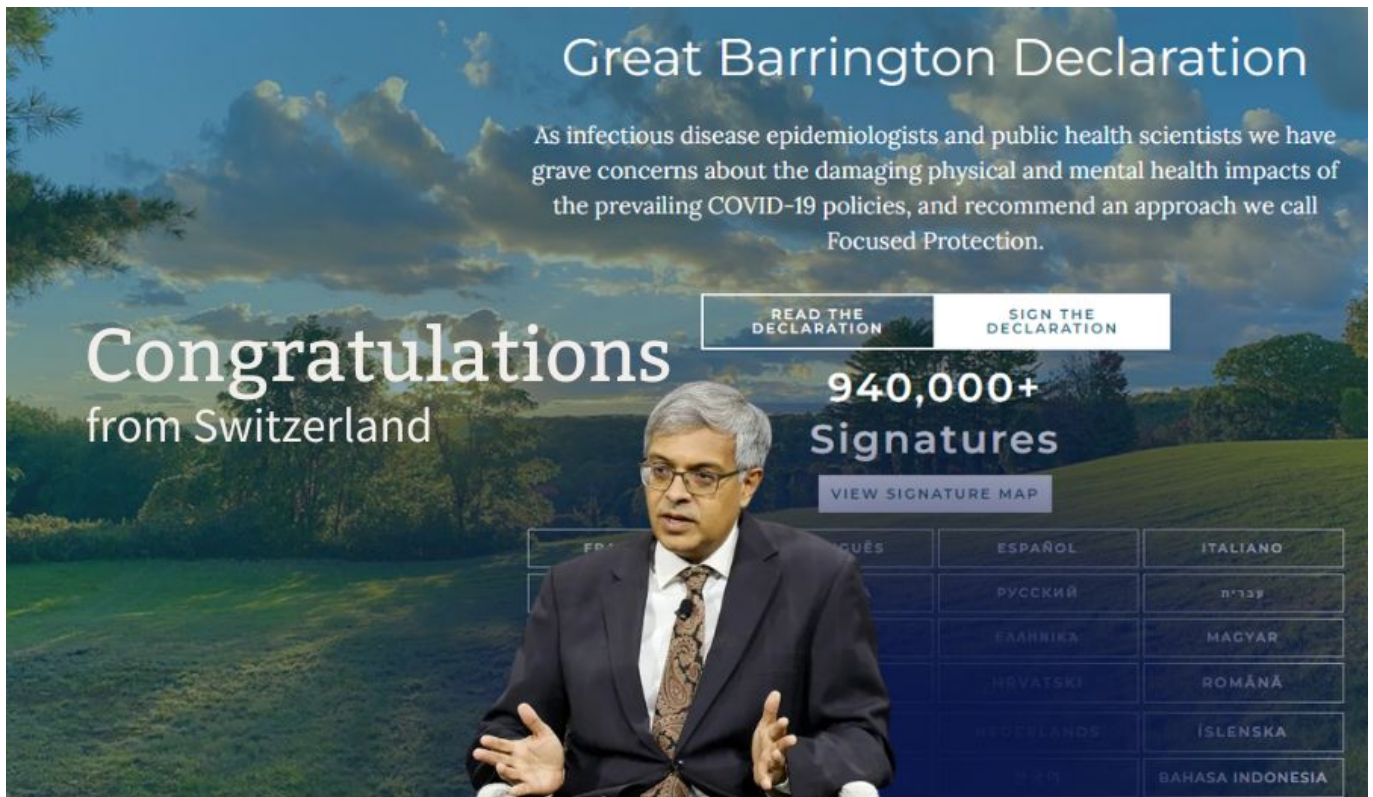 Great Barrington Declaration
As infectious disease epidemiologists and public health scientists we have
grave concerns about the damaging physical and mental health impacts of
the prevailing COVID-19 policies, and recommend an approach we call
Focused Protection.
READ THE
DECLARATION
SIGN THE
DECLARATION
Congratulations
from Switzerland
940,000+
Signatures
VIEW SIGNATURE MAP
ESPAÑOL
ITALIANO
РУССКИЙ
עברית
ΕΛΛΗΝΙΚΆ
MAGYAR
HRVATSKI
ROMÂNĂ
NEDERLANDS
ÍSLENSKA
BAHASA INDONESIA